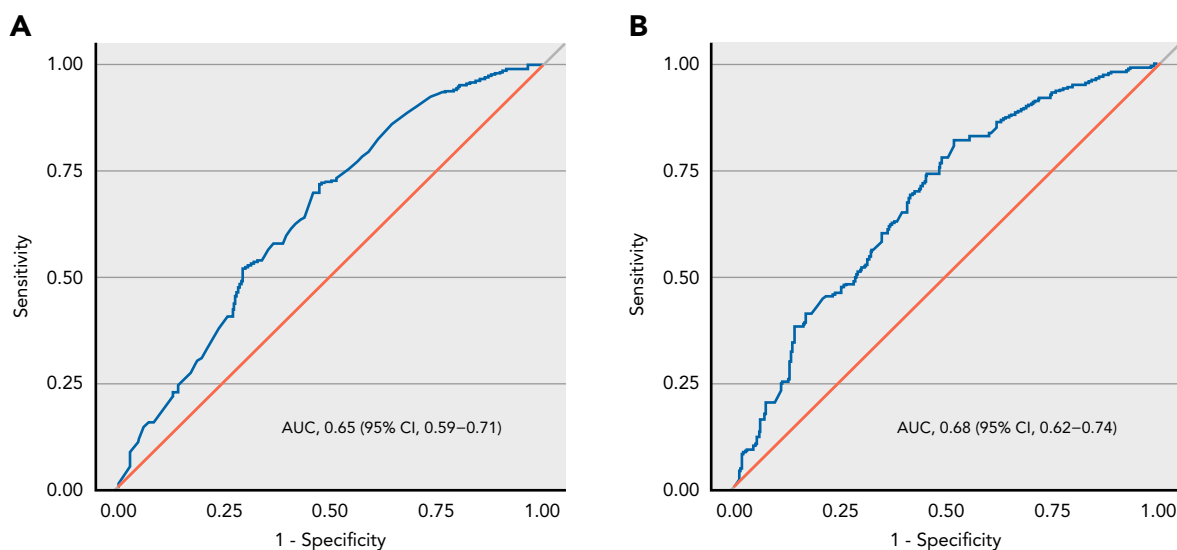 A
1.00
0.75
0.50
0.25
0.00
Sensitivity
AUC, 0.65 (95% CI, 0.59–0.71)
0.00 0.25 0.50 0.75 1.00
1 - Specificity
B
1.00
0.75
0.50
0.25
0.00
Sensitivity
AUC, 0.68 (95% CI, 0.62–0.74)
0.00 0.25 0.50 0.75 1.00
1 - Specificity